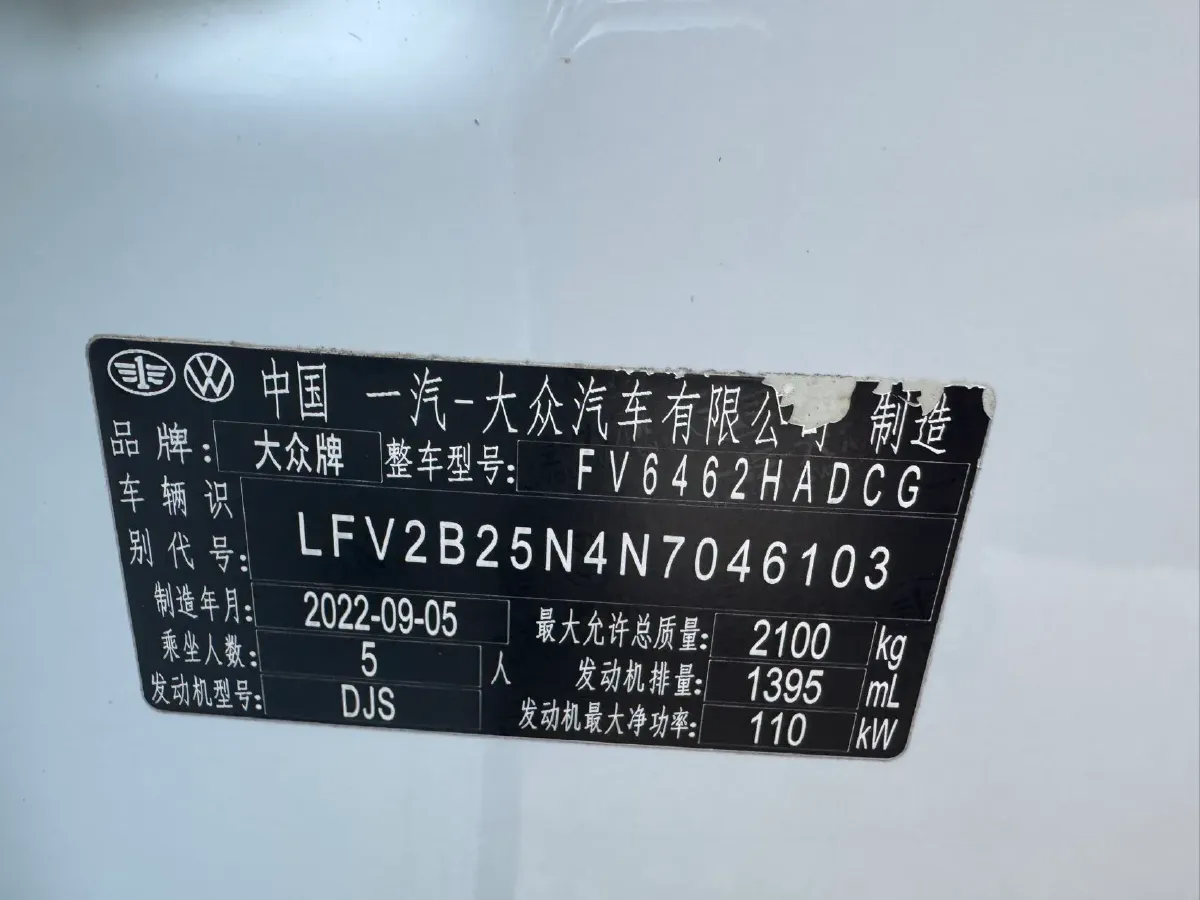 中国 一汽-大众汽车有限公司 制造
品牌: 大众牌 整车型号: FV6462HADCG
车辆识
别代号: LFV2B25N4N7046103
制造年月: 2022-09-05 最大允许总质量: 2100 kg
乘坐人数: 5 人 发动机排量: 1395 mL
发动机型号: DJS 发动机最大净功率: 110 kW